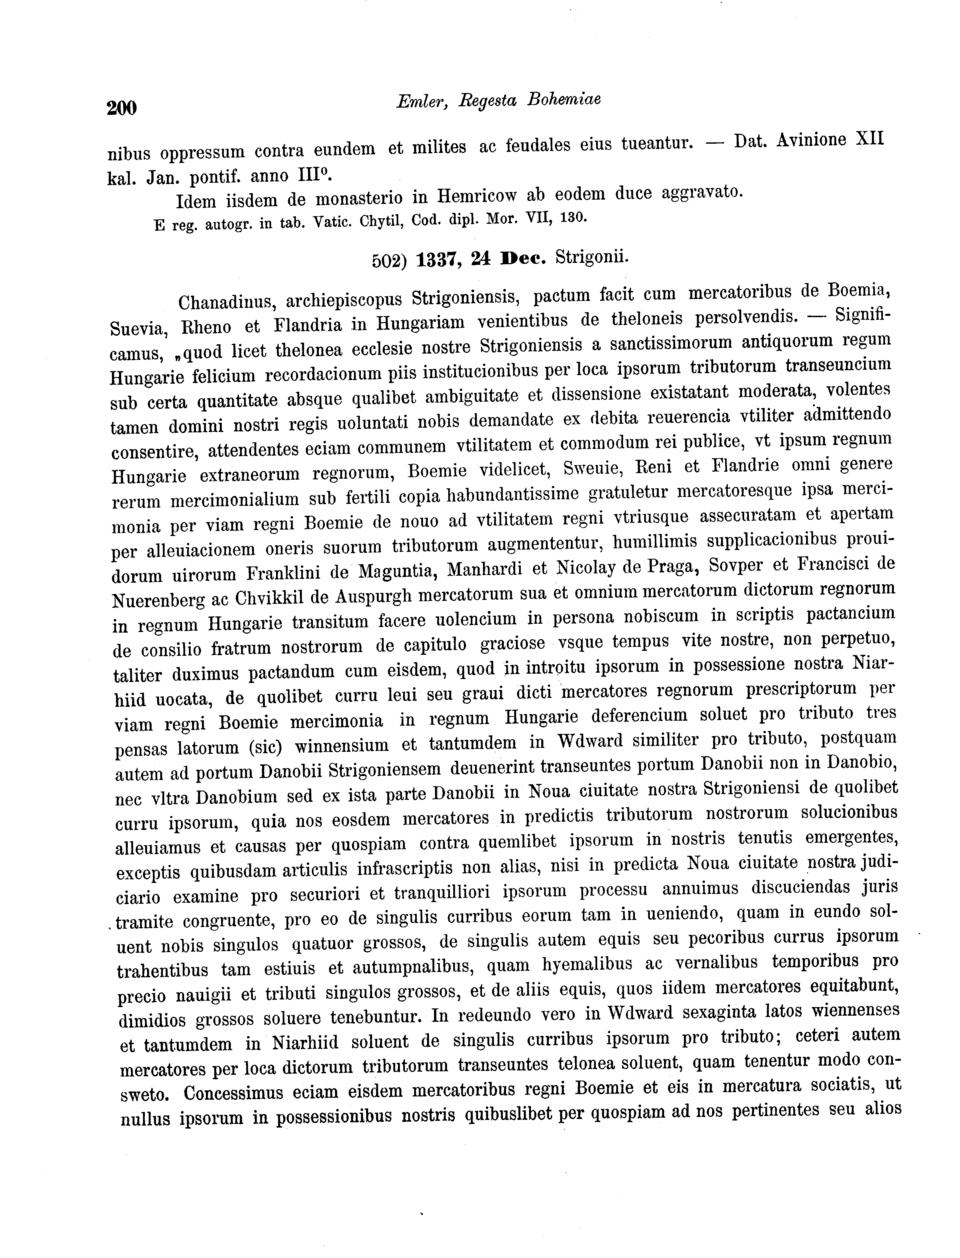 200
Emler, Regesta Bohemiae
nibus oppressum contra eundem et milites ac feudales eius tueantur. — Dat. Avinione XII
kal. Jan. pontif. anno IIIº.
Idem iisdem de monasterio in Hemricow ab eodem duce aggravato.
E reg. autogr. in tab. Vatic. Chytil, Cod. dipl. Mor. VII, 130.
502) 1337, 24 Dec. Strigonii.
Chanadinus, archiepiscopus Strigoniensis, pactum facit cum mercatoribus de Boemia,
Suevia, Rheno et Flandria in Hungariam venientibus de theloneis persolvendis. — Signifi-
camus, „quod licet thelonea ecclesie nostre Strigoniensis a sanctissimorum antiquorum regum
Hungarie felicium recordacionum piis institucionibus per loca ipsorum tributorum transeuncium
sub certa quantitate absque qualibet ambiguitate et dissensione existatant moderata, volentes
tamen domini nostri regis uoluntati nobis demandate ex debita reuerencia vtiliter admittendo
consentire, attendentes eciam communem vtilitatem et commodum rei publice, vt ipsum regnum
Hungarie extraneorum regnorum, Boemie videlicet, Sweuie, Reni et Flandrie omni genere
rerum mercimonialium sub fertili copia habundantissime gratuletur mercatoresque ipsa merci-
monia per viam regni Boemie de nouo ad vtilitatem regni vtriusque assecuratam et apertam
per alleuiacionem oneris suorum tributorum augmententur, humillimis supplicacionibus proui-
dorum uirorum Franklini de Maguntia, Manhardi et Nicolay de Praga, Sovper et Francisci de
Nuerenberg ac Chvikkil de Auspurgh mercatorum sua et omnium mercatorum dictorum regnorum
in regnum Hungarie transitum facere uolencium in persona nobiscum in scriptis pactancium
de consilio fratrum nostrorum de capitulo graciose vsque tempus vite nostre, non perpetuo,
taliter duximus pactandum cum eisdem, quod in introitu ipsorum in possessione nostra Niar-
hiid uocata, de quolibet curru leui seu graui dicti mercatores regnorum prescriptorum per
viam regni Boemie mercimonia in regnum Hungarie deferencium soluet pro tributo tres
pensas latorum (sic) winnensium et tantumdem in Wdward similiter pro tributo, postquam
autem ad portum Danobii Strigoniensem deuenerint transeuntes portum Danobii non in Danobio,
nec vltra Danobium sed ex ista parte Danobii in Noua ciuitate nostra Strigoniensi de quolibet
curru ipsorum, quia nos eosdem mercatores in predictis tributorum nostrorum solucionibus
alleuiamus et causas per quospiam contra quemlibet ipsorum in nostris tenutis emergentes,
exceptis quibusdam articulis infrascriptis non alias, nisi in predicta Noua ciuitate nostra judi-
ciario examine pro securiori et tranquilliori ipsorum processu annuimus discuciendas juris
tramite congruente, pro eo de singulis curribus eorum tam in ueniendo, quam in eundo sol-
uent nobis singulos quatuor grossos, de singulis autem equis seu pecoribus currus ipsorum
trahentibus tam estiuis et autumpnalibus, quam hyemalibus ac vernalibus temporibus pro
precio nauigii et tributi singulos grossos, et de aliis equis, quos iidem mercatores equitabunt,
dimidios grossos soluere tenebuntur. In redeundo vero in Wdward sexaginta latos wiennenses
et tantumdem in Niarhiid soluent de singulis curribus ipsorum pro tributo; ceteri autem
mercatores per loca dictorum tributorum transeuntes telonea soluent, quam tenentur modo con-
sweto. Concessimus eciam eisdem mercatoribus regni Boemie et eis in mercatura sociatis, ut
nullus ipsorum in possessionibus nostris quibuslibet per quospiam ad nos pertinentes seu alios